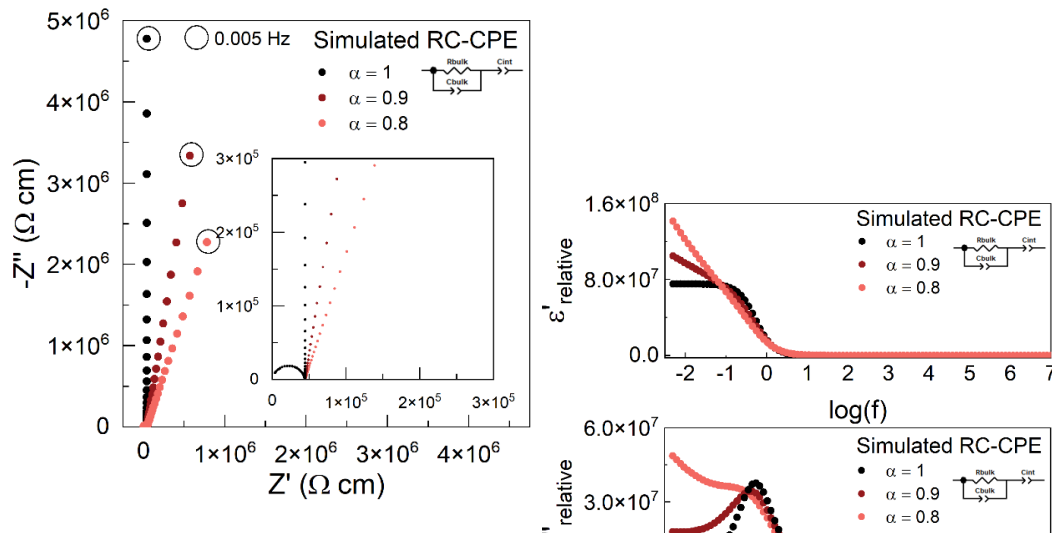 5×10⁶
4×10⁶
3×10⁶
2×10⁶
1×10⁶
0
-Z'' (Ω cm)
0.005 Hz
Simulated RC-CPE
α = 1
α = 0.9
α = 0.8
Rbulk
Cint
Cbulk
3×10⁵
2×10⁵
1×10⁵
0
0 1×10⁵ 2×10⁵ 3×10⁵
0 1×10⁶ 2×10⁶ 3×10⁶ 4×10⁶
Z' (Ω cm)
1.6×10⁸
8.0×10⁷
0.0
ε'relative
Simulated RC-CPE
α = 1
α = 0.9
α = 0.8
Rbulk
Cint
Cbulk
-2 -1 0 1 2 3 4 5 6 7
log(f)
6.0×10⁷
3.0×10⁷
'' relative
Simulated RC-CPE
α = 1
α = 0.9
α = 0.8
Rbulk
Cint
Cbulk